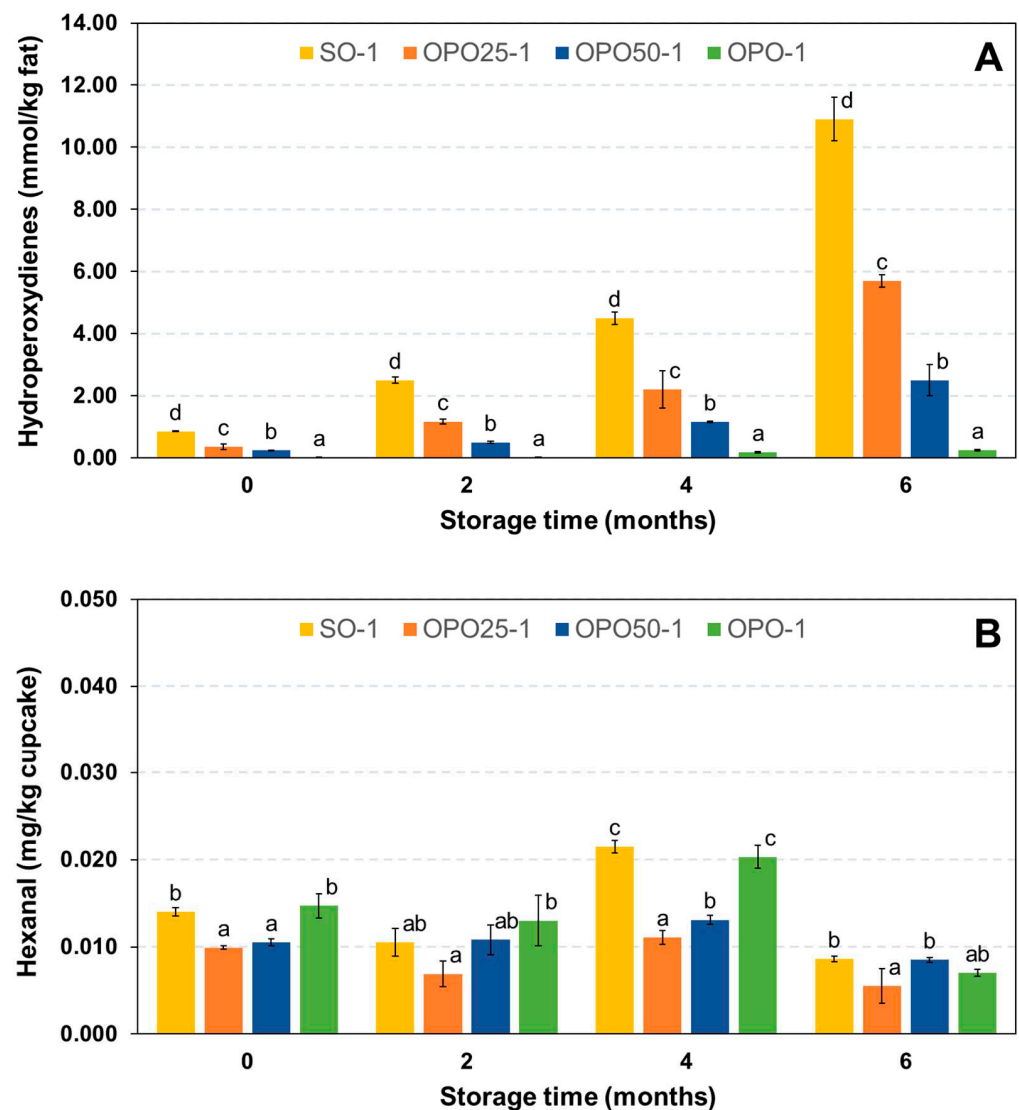 Hydroperoxydienes (mmol/kg fat)
14.00
12.00
10.00
8.00
6.00
4.00
2.00
0.00
SO-1 OPO25-1 OPO50-1 OPO-1
A
d c b a
d c b a
d c b a
d c b a
0 2 4 6
Storage time (months)
Hexanal (mg/kg cupcake)
0.050
0.040
0.030
0.020
0.010
0.000
SO-1 OPO25-1 OPO50-1 OPO-1
B
b a a b
ab a ab b
c a b c
b a b ab
0 2 4 6
Storage time (months)